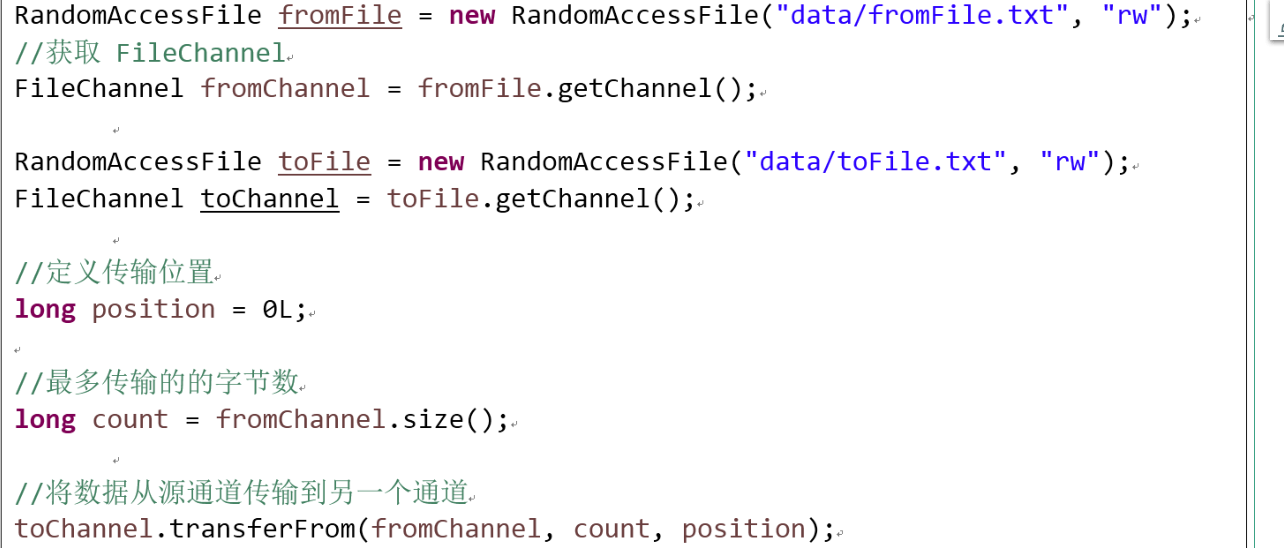 RandomAccessFile fromFile = new RandomAccessFile("data/fromFile.txt", "rw");
//获取 FileChannel
FileChannel fromChannel = fromFile.getChannel();
RandomAccessFile toFile = new RandomAccessFile("data/toFile.txt", "rw");
FileChannel toChannel = toFile.getChannel();
//定义传输位置
long position = 0L;
//最多传输的的字节数
long count = fromChannel.size();
//将数据从源通道传输到另一个通道
toChannel.transferFrom(fromChannel, count, position);